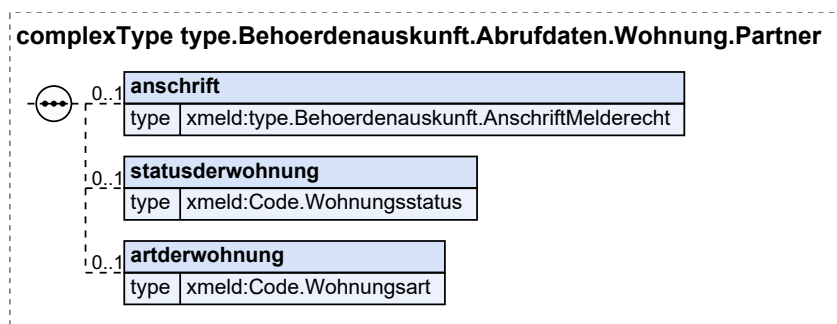 complexType type.Behoerdenauskunft.Abrufdaten.Wohnung.Partner
0..1 anschrift
type xmeld:type.Behoerdenauskunft.AnschriftMelderecht
0..1 statusderwohnung
type xmeld:Code.Wohnungsstatus
0..1 artderwohnung
type xmeld:Code.Wohnungsart